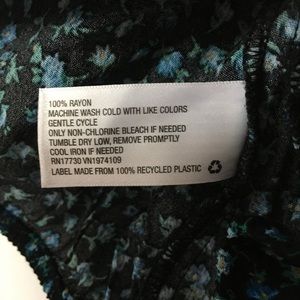 100% RAYON
MACHINE WASH COLD WITH LIKE COLORS
GENTLE CYCLE
ONLY NON-CHLORINE BLEACH IF NEEDED
TUMBLE DRY LOW, REMOVE PROMPTLY
COOL IRON IF NEEDED
RN17730 VN1974109
LABEL MADE FROM 100% RECYCLED PLASTIC